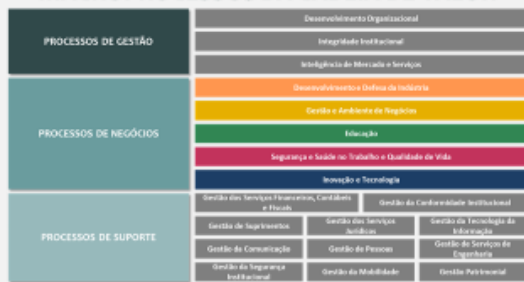 PROCESSOS DE GESTÃO
Desenvolvimento Organizacional
Integridade Institucional
Inteligência de Mercado e Serviços
PROCESSOS DE NEGÓCIOS
Desenvolvimento e Defesa da Indústria
Gestão e Ambiente de Negócios
Educação
Segurança e Saúde no Trabalho e Qualidade de Vida
Inovação e Tecnologia
PROCESSOS DE SUPORTE
Gestão dos Serviços Financeiros, Contábeis
e Fiscais
Gestão da Conformidade Institucional
Gestão de Suprimentos
Gestão dos Serviços
Jurídicos
Gestão da Tecnologia da
Informação
Gestão da Comunicação
Gestão de Pessoas
Gestão de Serviços de
Engenharia
Gestão da Segurança
Institucional
Gestão da Mobilidade
Gestão Patrimonial